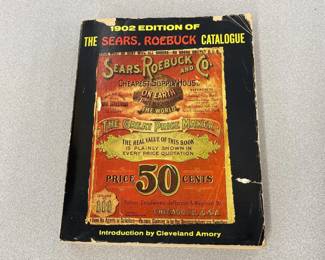 1902 EDITION OF
THE SEARS, ROEBUCK CATALOGUE
SEARS, ROEBUCK AND CO.
CHEAPEST SUPPLY HOUSE
ON EARTH
THE WORLD
THE GREAT PRICE MAKER
THE REAL VALUE OF THIS BOOK
IS PLAINLY SHOWN IN
EVERY PRICE QUOTATION
PRICE 50 CENTS
CHICAGO,
Introduction by Cleveland Amory